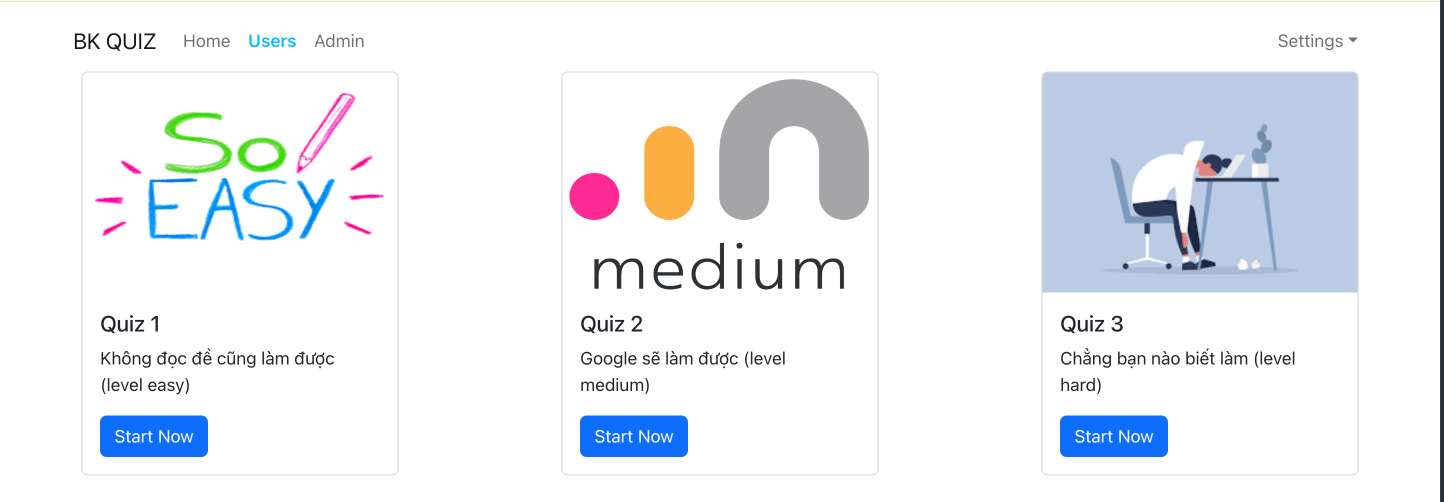 BK QUIZ Home Users Admin Settings
So
EASY
Quiz 1
Không đọc đề cũng làm được
(level easy)
Start Now
medium
Quiz 2
Google sẽ làm được (level
medium)
Start Now
Quiz 3
Chẳng bạn nào biết làm (level
hard)
Start Now